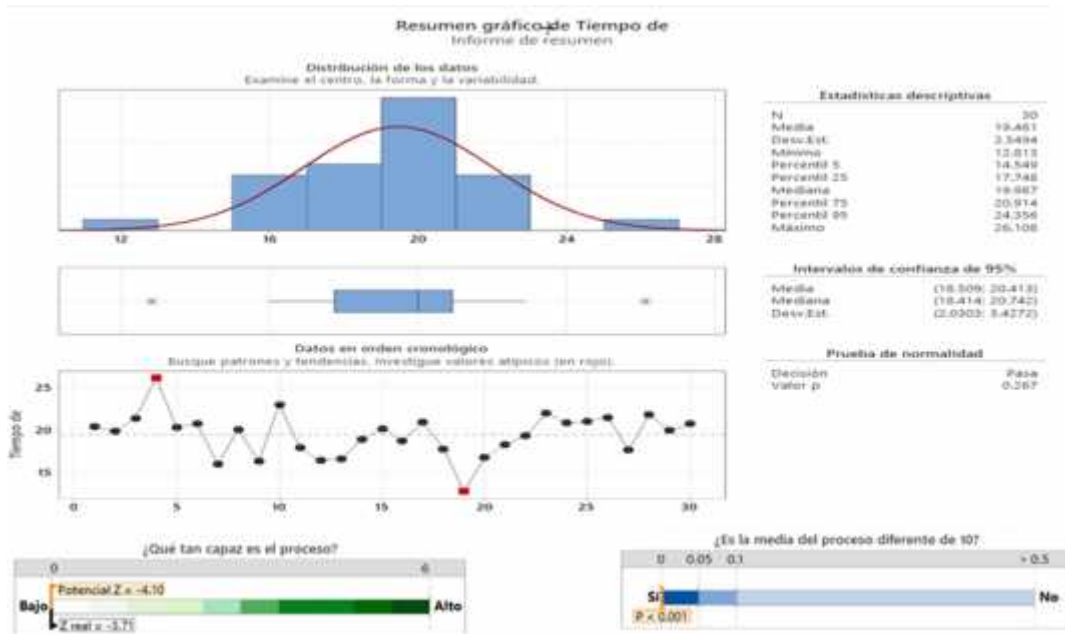 Resumen gráfico de Tiempo de
Informe de resumen
Distribución de los datos
Examine el centro, la forma y la variabilidad.
12 16 20 24 28
Estadísticas descriptivas
N 30
Media 19.461
Desv.Est. 2.5494
Mínimo 12.813
Percentil 5 14.549
Percentil 25 17.748
Mediana 19.987
Percentil 75 20.914
Percentil 95 24.356
Máximo 26.108
Intervalos de confianza de 95%
Media (18.509; 20.413)
Mediana (18.414; 20.742)
Desv.Est. (2.0303; 3.4272)
Datos en orden cronológico
Busque patrones y tendencias. Investigue valores atípicos (en rojo).
Tiempo de
25
20
15
0 5 10 15 20 25 30
Prueba de normalidad
Decisión Pasa
Valor p 0.267
¿Qué tan capaz es el proceso?
0 6
Potencial Z = -4.10
Bajo Alto
Z real = -3.71
¿Es la media del proceso diferente de 10?
0 0.05 0.1 > 0.5
Sí No
P < 0.001